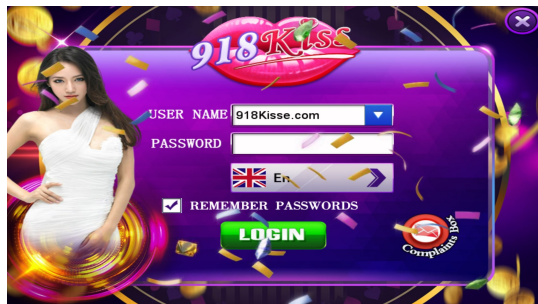 918Kiss
USER NAME 918Kisse.com
PASSWORD
En
REMEMBER PASSWORDS
LOGIN
Complaints Box